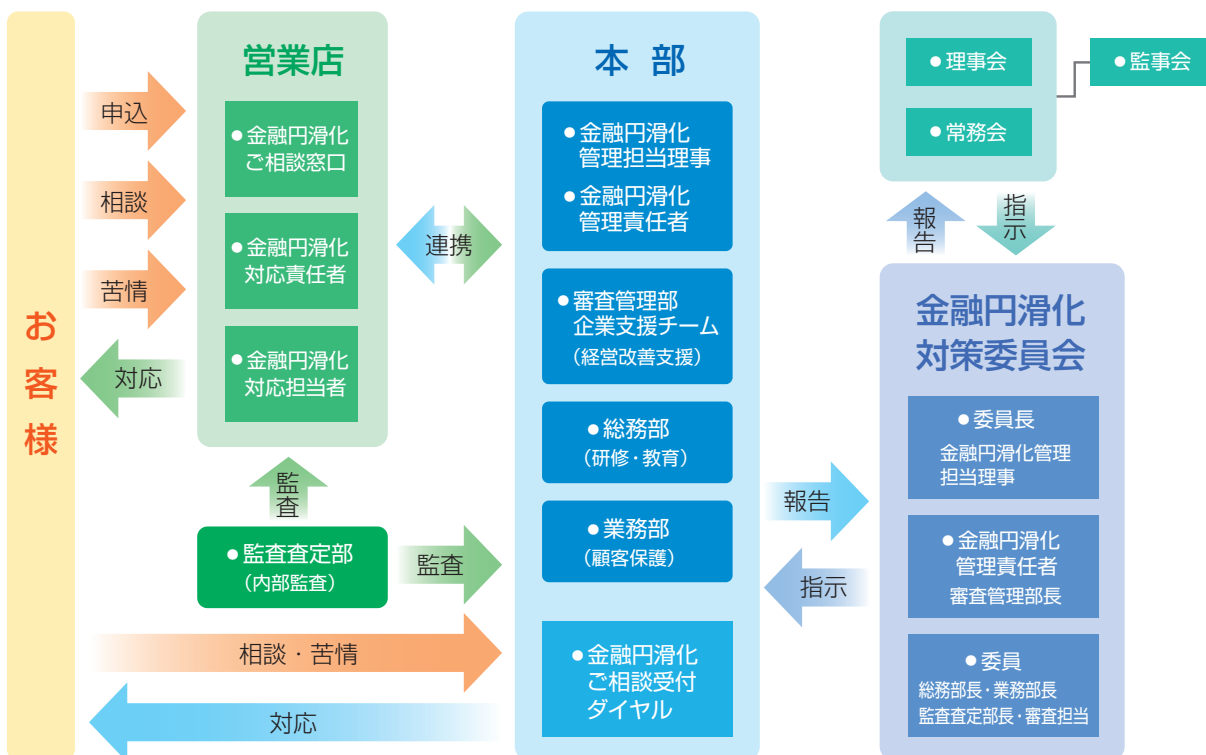 お客様
申込
相談
苦情
対応
営業店
●金融円滑化
ご相談窓口
●金融円滑化
対応責任者
●金融円滑化
対応担当者
監査
●監査査定部
(内部監査)
監査
相談・苦情
対応
連携
本部
●金融円滑化
管理担当理事
●金融円滑化
管理責任者
●審査管理部
企業支援チーム
(経営改善支援)
●総務部
(研修・教育)
●業務部
(顧客保護)
●金融円滑化
ご相談受付
ダイヤル
報告
指示
●理事会
●常務会
●監事会
報告
指示
金融円滑化
対策委員会
●委員長
金融円滑化管理
担当理事
●金融円滑化
管理責任者
審査管理部長
●委員
総務部長・業務部長
監査査定部長・審査担当